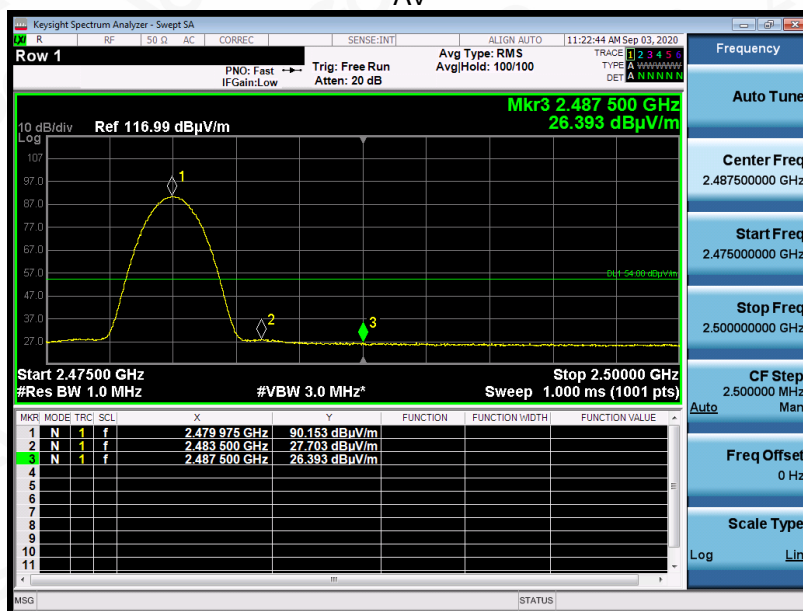 AV
Keysight Spectrum Analyzer - Swept SA
LXI R RF 50 Ω AC CORREC SENSE:INT ALIGN AUTO 11:22:44 AM Sep 03, 2020
Row 1
PNO: Fast
IFGain:Low
Trig: Free Run
Atten: 20 dB
Avg Type: RMS
Avg|Hold: 100/100
TRACE 1 2 3 4 5 6
TYPE A WWWWW
DET A N N N N N
Mkr3 2.487 500 GHz
26.393 dBµV/m
10 dB/div Ref 116.99 dBµV/m
Log
107
97.0
87.0
77.0
67.0
57.0
47.0
37.0
27.0
1
2
3
DL1 54.00 dBµV/m
Start 2.47500 GHz Stop 2.50000 GHz
#Res BW 1.0 MHz #VBW 3.0 MHz* Sweep 1.000 ms (1001 pts)
MKR MODE TRC SCL X Y FUNCTION FUNCTION WIDTH FUNCTION VALUE
1 N 1 f 2.479 975 GHz 90.153 dBµV/m
2 N 1 f 2.483 500 GHz 27.703 dBµV/m
3 N 1 f 2.487 500 GHz 26.393 dBµV/m
4
5
6
7
8
9
10
11
MSG STATUS
Frequency
Auto Tune
Center Freq
2.487500000 GHz
Start Freq
2.475000000 GHz
Stop Freq
2.500000000 GHz
CF Step
2.500000 MHz
Auto Man
Freq Offset
0 Hz
Scale Type
Log Lin